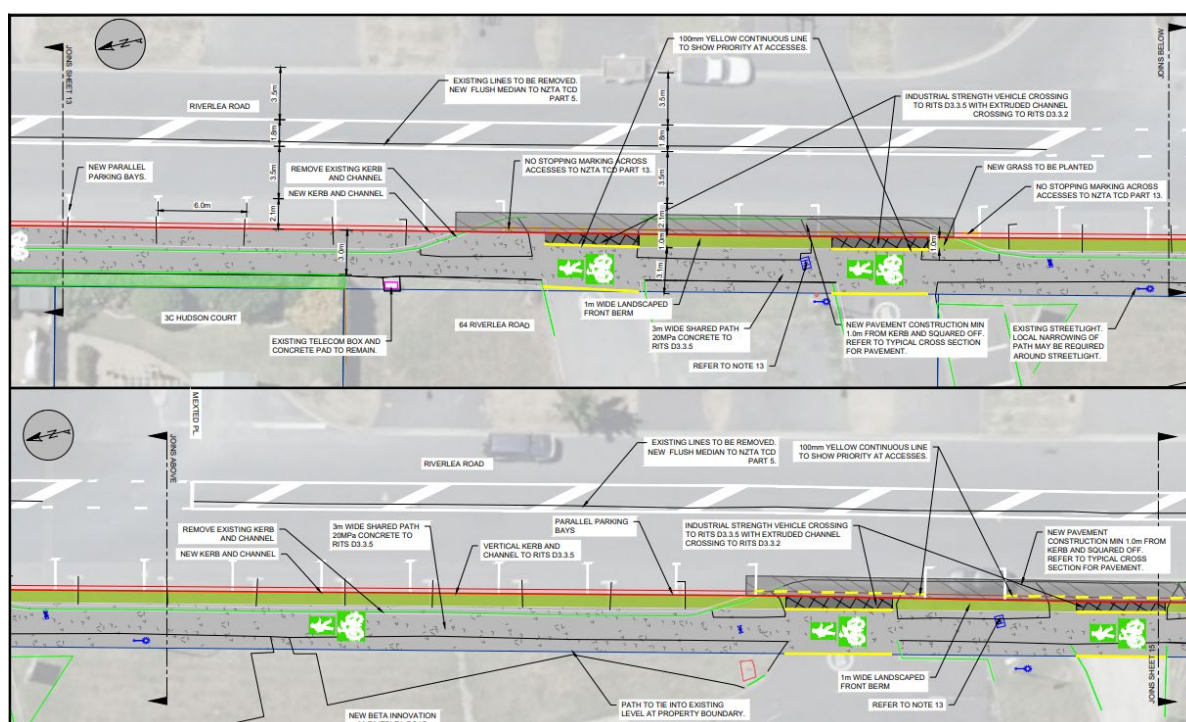 JOINS SHEET 13
N
RIVERLEA ROAD
3.5m
1.8m
3.5m
2.1m
EXISTING LINES TO BE REMOVED.
NEW FLUSH MEDIAN TO NZTA TCD
PART 5.
100mm YELLOW CONTINUOUS LINE
TO SHOW PRIORITY AT ACCESSES.
3.5m
1.8m
3.5m
2.1m
1.0m
3.1m
INDUSTRIAL STRENGTH VEHICLE CROSSING
TO RITS D3.3.5 WITH EXTRUDED CHANNEL
CROSSING TO RITS D3.3.2
JOINS BELOW
NEW PARALLEL
PARKING BAYS.
REMOVE EXISTING KERB
AND CHANNEL
NEW KERB AND CHANNEL
NO STOPPING MARKING ACROSS
ACCESSES TO NZTA TCD PART 13.
NEW GRASS TO BE PLANTED
NO STOPPING MARKING ACROSS
ACCESSES TO NZTA TCD PART 13.
6.0m
3.0m
1.0m
3C HUDSON COURT
EXISTING TELECOM BOX AND
CONCRETE PAD TO REMAIN.
64 RIVERLEA ROAD
1m WIDE LANDSCAPED
FRONT BERM
3m WIDE SHARED PATH
20MPa CONCRETE TO
RITS D3.3.5
REFER TO NOTE 13
NEW PAVEMENT CONSTRUCTION MIN
1.0m FROM KERB AND SQUARED OFF.
REFER TO TYPICAL CROSS SECTION
FOR PAVEMENT.
EXISTING STREETLIGHT.
LOCAL NARROWING OF
PATH MAY BE REQUIRED
AROUND STREETLIGHT.
N
JOINS ABOVE
MEXTED PL
RIVERLEA ROAD
EXISTING LINES TO BE REMOVED.
NEW FLUSH MEDIAN TO NZTA TCD
PART 5.
100mm YELLOW CONTINUOUS LINE
TO SHOW PRIORITY AT ACCESSES.
REMOVE EXISTING KERB
AND CHANNEL
NEW KERB AND CHANNEL
3m WIDE SHARED PATH
20MPa CONCRETE TO
RITS D3.3.5
VERTICAL KERB AND
CHANNEL TO RITS D3.3.5
PARALLEL PARKING
BAYS
INDUSTRIAL STRENGTH VEHICLE CROSSING
TO RITS D3.3.5 WITH EXTRUDED CHANNEL
CROSSING TO RITS D3.3.2
NEW PAVEMENT
CONSTRUCTION MIN 1.0m FROM
KERB AND SQUARED OFF.
REFER TO TYPICAL CROSS
SECTION FOR PAVEMENT.
NEW BETA INNOVATION
PATH TO TIE INTO EXISTING
LEVEL AT PROPERTY BOUNDARY.
1m WIDE LANDSCAPED
FRONT BERM
REFER TO NOTE 13
JOINS SHEET 15